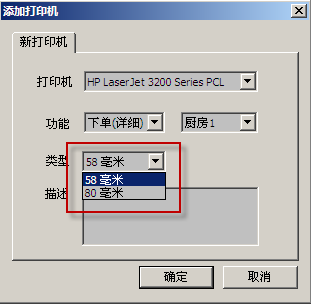 添加打印机
新打印机
打印机 HP LaserJet 3200 Series PCL
功能 下单(详细) 厨房1
类型 58 毫米
58 毫米
80 毫米
描述
确定 取消